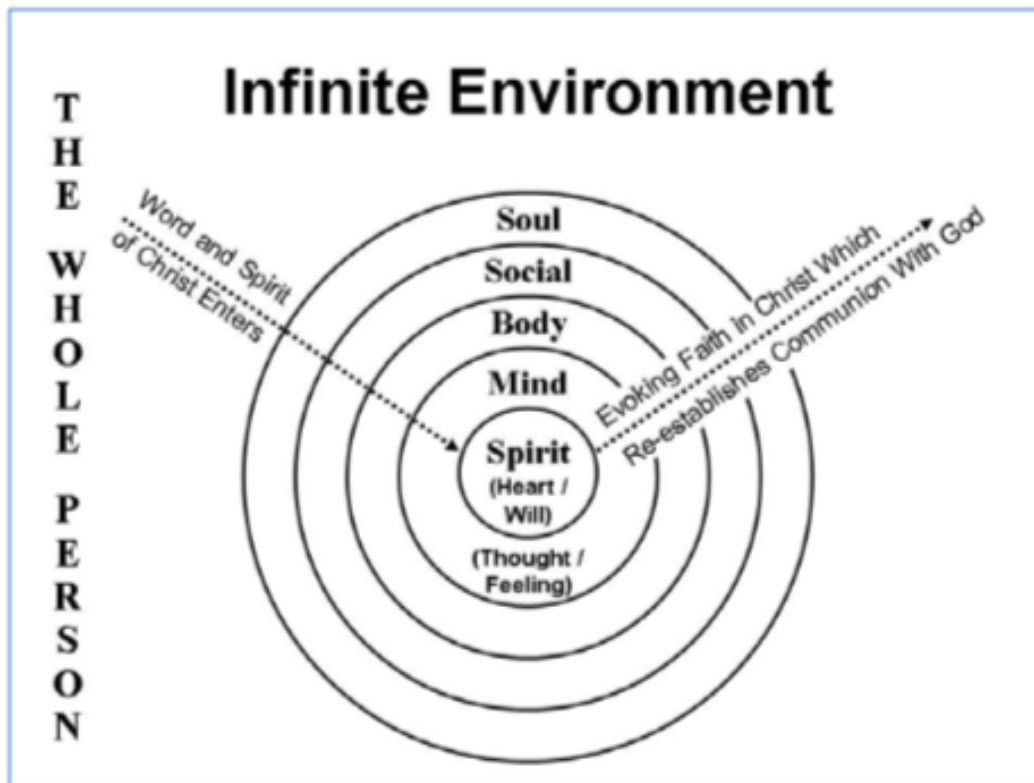 Infinite Environment
THE WHOLE PERSON
Word and Spirit
of Christ Enters
Soul
Social
Body
Mind
Spirit
(Heart /
Will)
(Thought /
Feeling)
Evoking Faith in Christ Which
Re-establishes Communion With God